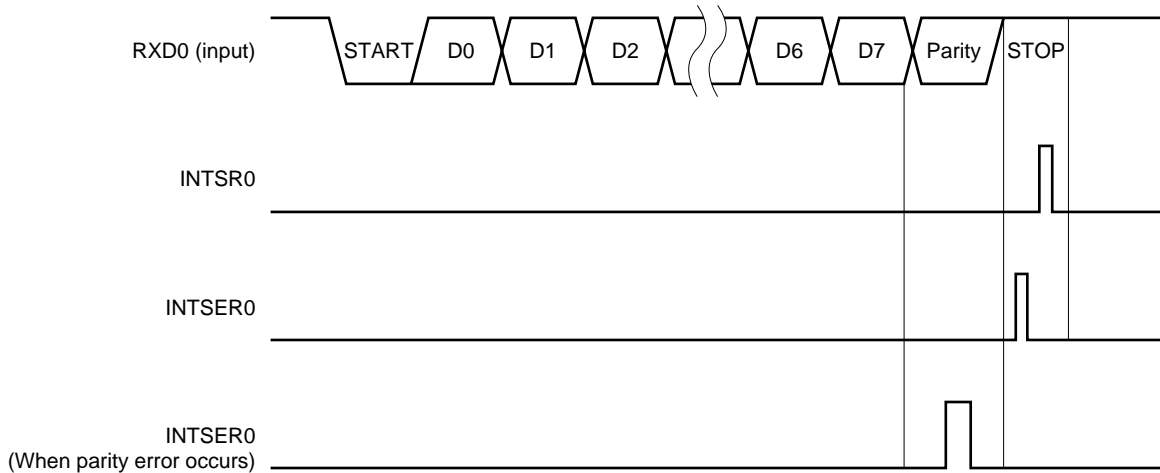 RXD0 (input) START D0 D1 D2 D6 D7 Parity STOP
INTSR0
INTSER0
INTSER0
(When parity error occurs)